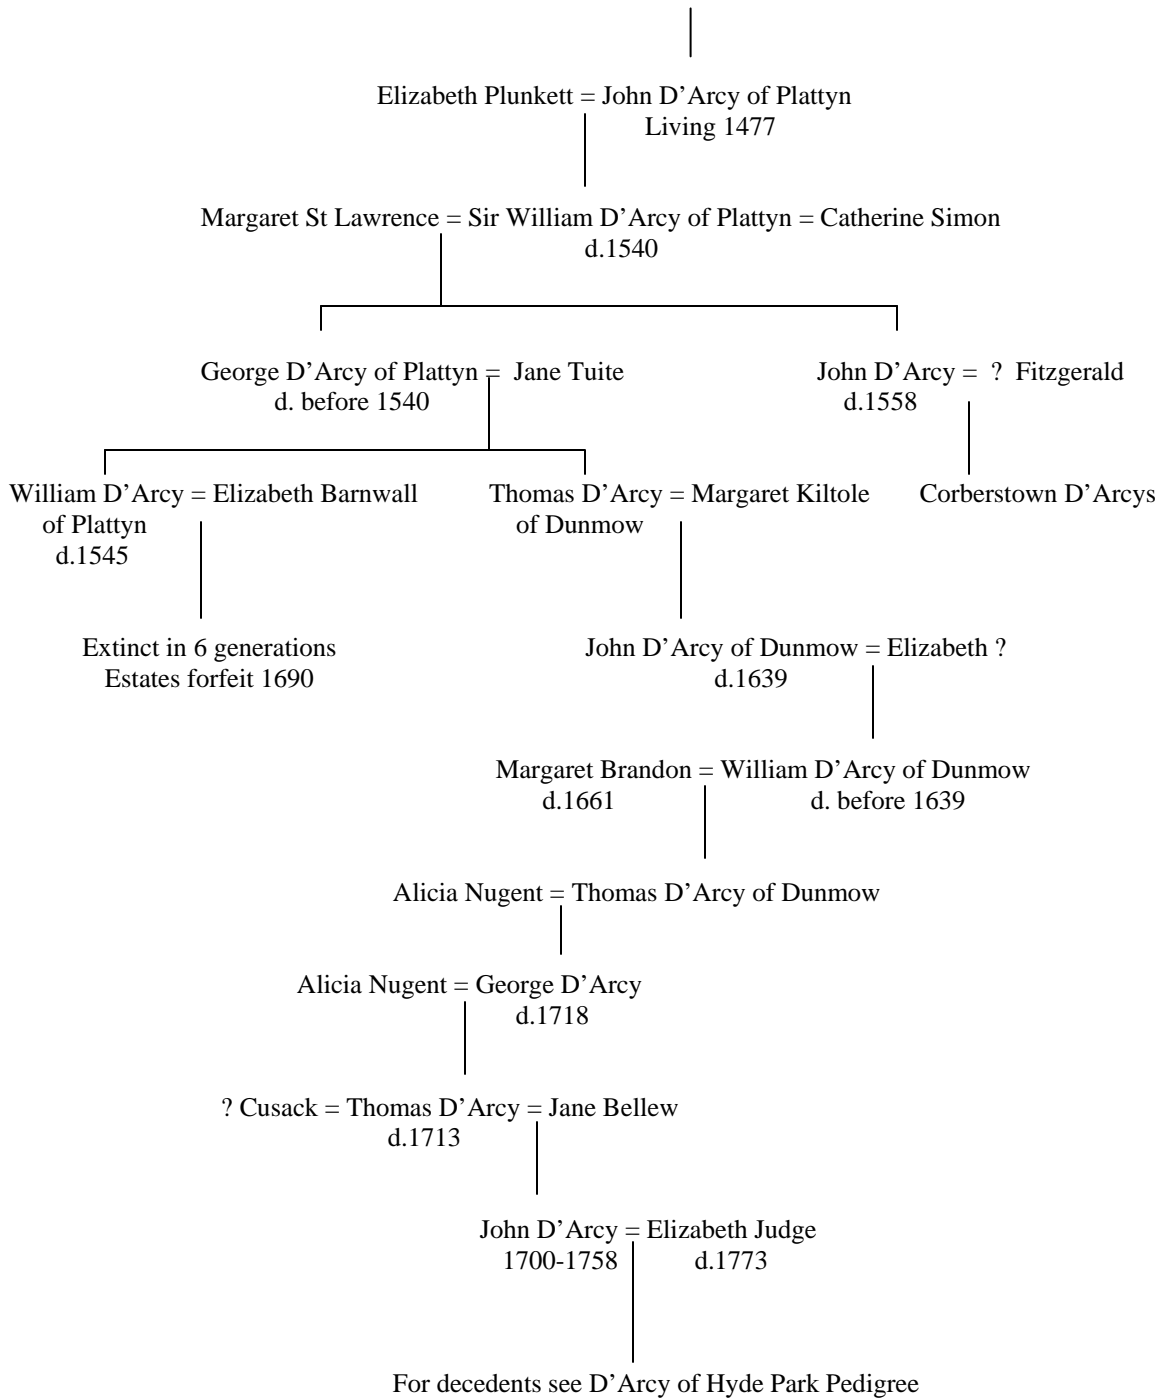 Elizabeth Plunkett = John D'Arcy of Plattyn
Living 1477
Margaret St Lawrence = Sir William D'Arcy of Plattyn = Catherine Simon
d.1540
George D'Arcy of Plattyn = Jane Tuite
d. before 1540
John D'Arcy = ? Fitzgerald
d.1558
William D'Arcy = Elizabeth Barnwall
of Plattyn
d.1545
Thomas D'Arcy = Margaret Kiltole
of Dunmow
Corberstown D'Arcys
Extinct in 6 generations
Estates forfeit 1690
John D'Arcy of Dunmow = Elizabeth ?
d.1639
Margaret Brandon = William D'Arcy of Dunmow
d.1661 d. before 1639
Alicia Nugent = Thomas D'Arcy of Dunmow
Alicia Nugent = George D'Arcy
d.1718
? Cusack = Thomas D'Arcy = Jane Bellew
d.1713
John D'Arcy = Elizabeth Judge
1700-1758 d.1773
For decedents see D'Arcy of Hyde Park Pedigree